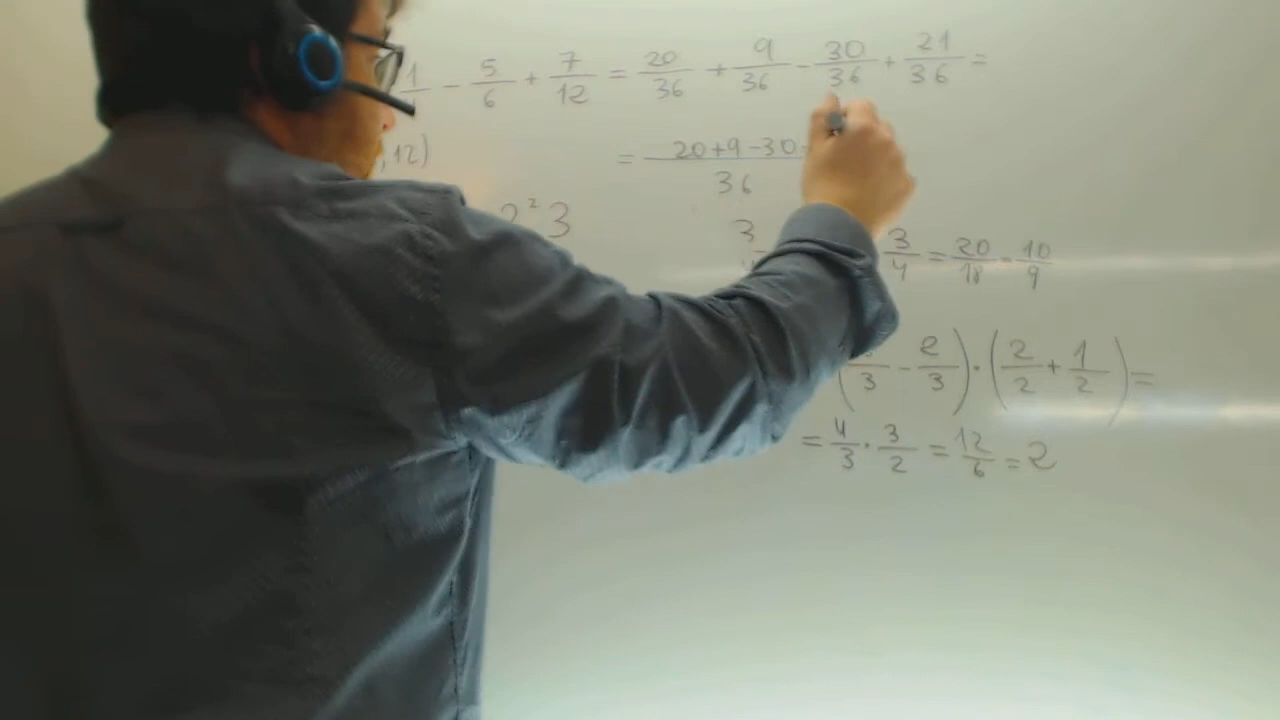 1/ - 5/6 + 7/12 = 20/36 + 9/36 - 30/36 + 21/36 =
,12)
= 20+9-30/36
2² 3
3 3/4 = 20/18 = 10/9
/3 - 2/3) · (2/2 + 1/2) =
= 4/3 · 3/2 = 12/6 = 2